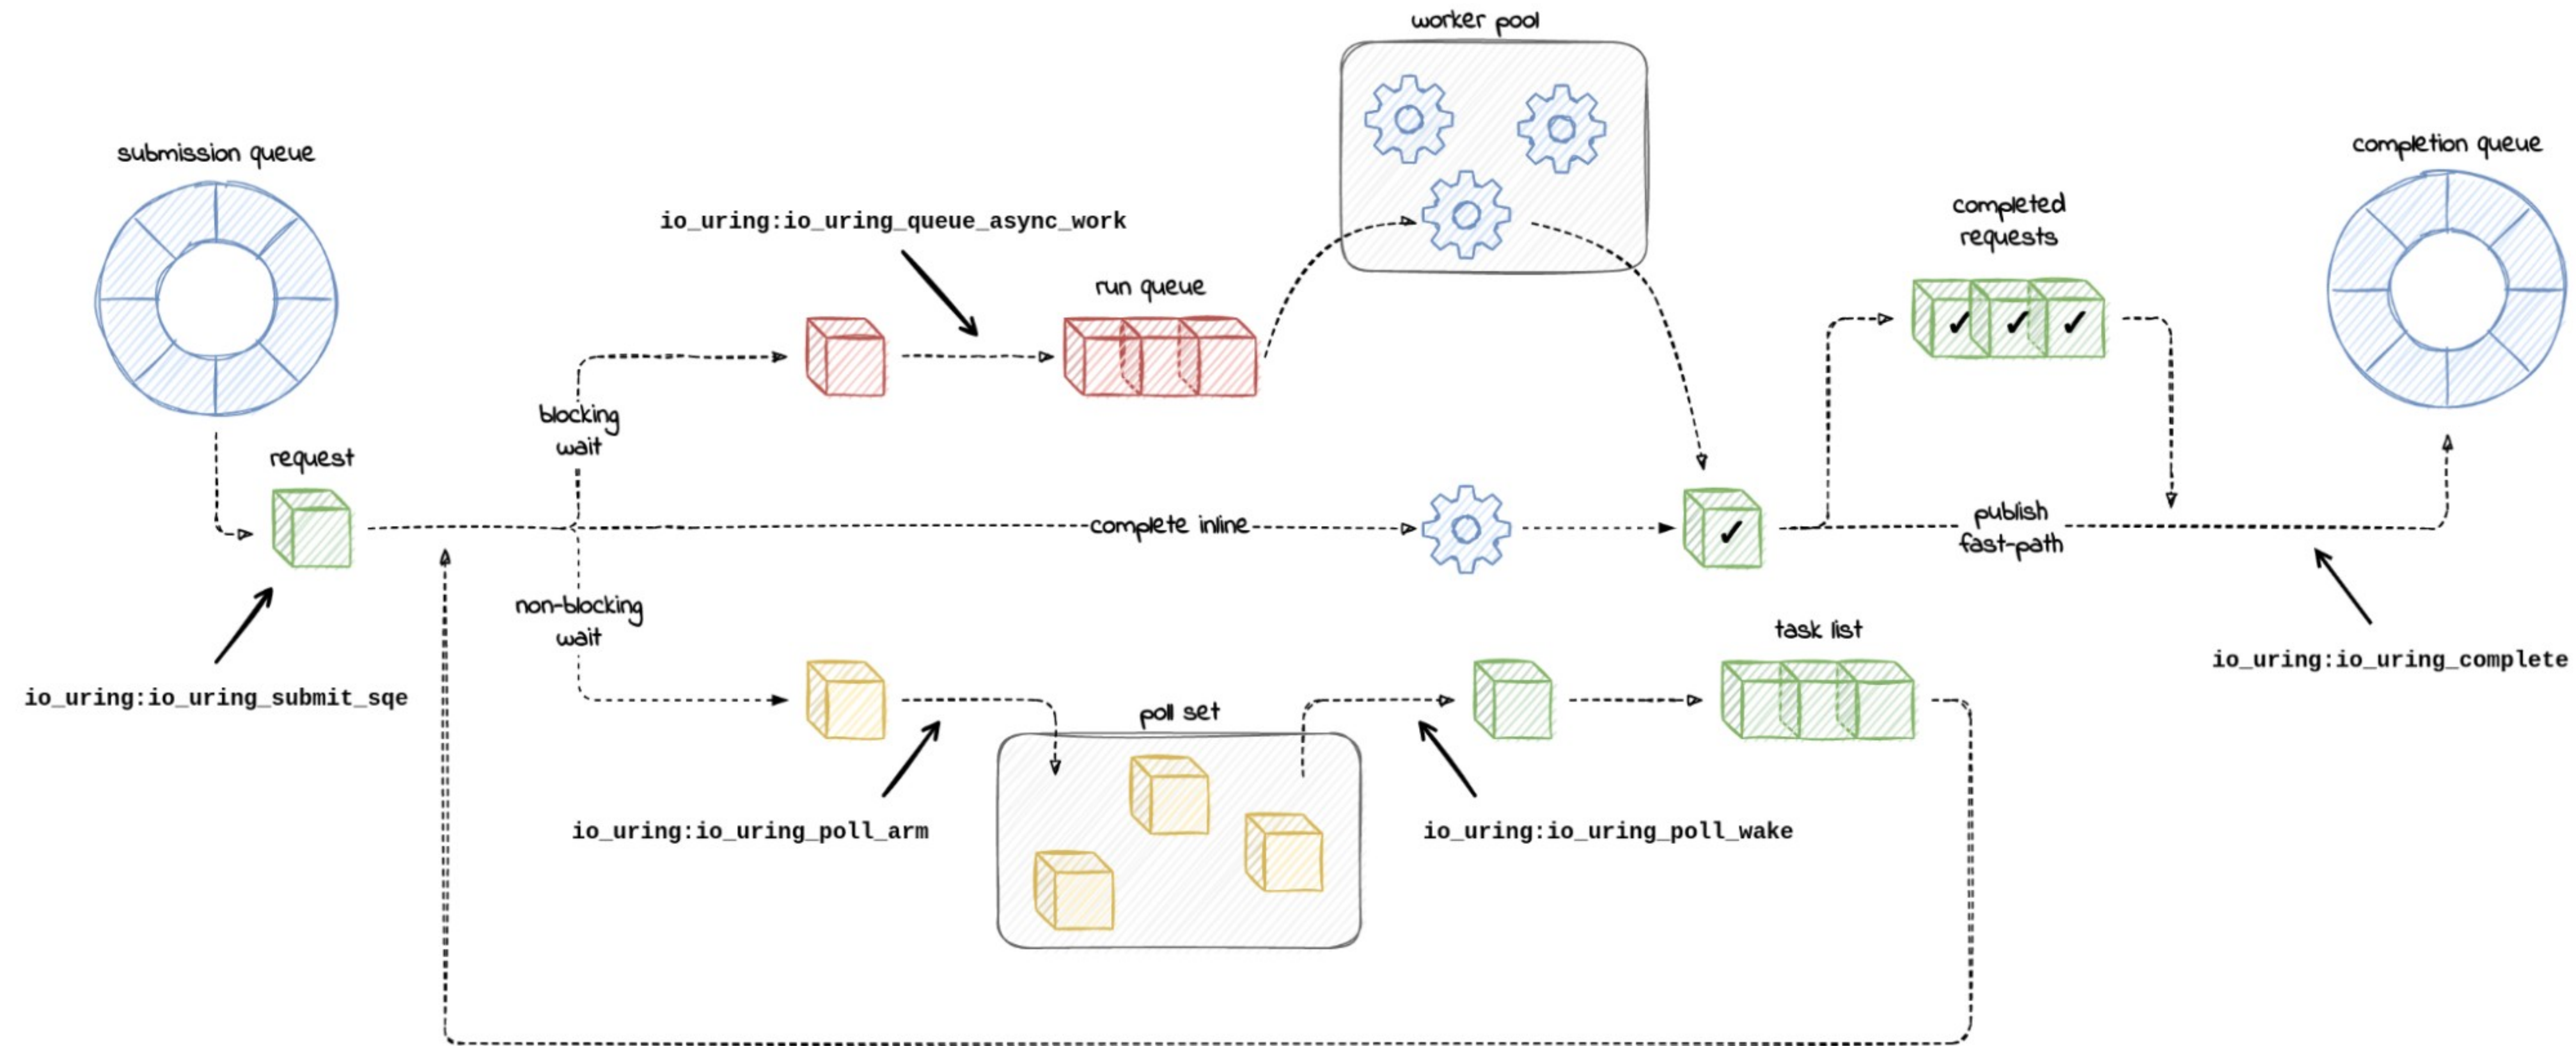 worker pool
submission queue
completion queue
completed
requests
io_uring:io_uring_queue_async_work
run queue
blocking
wait
request
complete inline
publish
fast-path
non-blocking
wait
task list
io_uring:io_uring_submit_sqe
io_uring:io_uring_complete
poll set
io_uring:io_uring_poll_arm
io_uring:io_uring_poll_wake